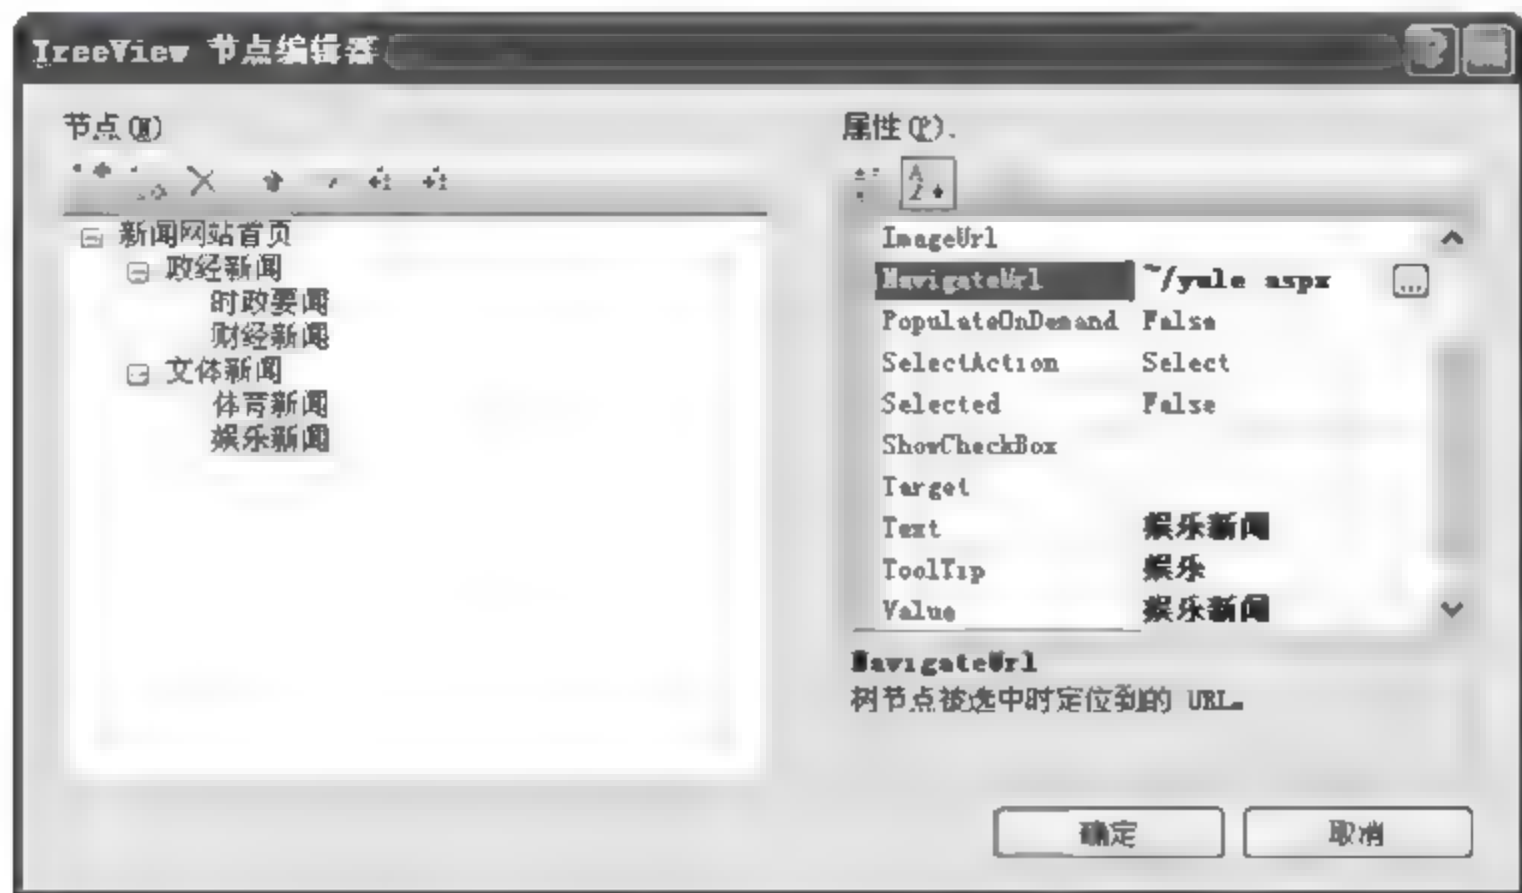 TreeView 节点编辑器
节点(N)
新闻网站首页
政经新闻
时政要闻
财经新闻
文体新闻
体育新闻
娱乐新闻
属性(P).
ImageUrl
NavigateUrl ~/yule aspx ...
PopulateOnDemand False
SelectAction Select
Selected False
ShowCheckBox
Target
Text 娱乐新闻
ToolTip 娱乐
Value 娱乐新闻
NavigateUrl
树节点被选中时定位到的 URL。
确定 取消